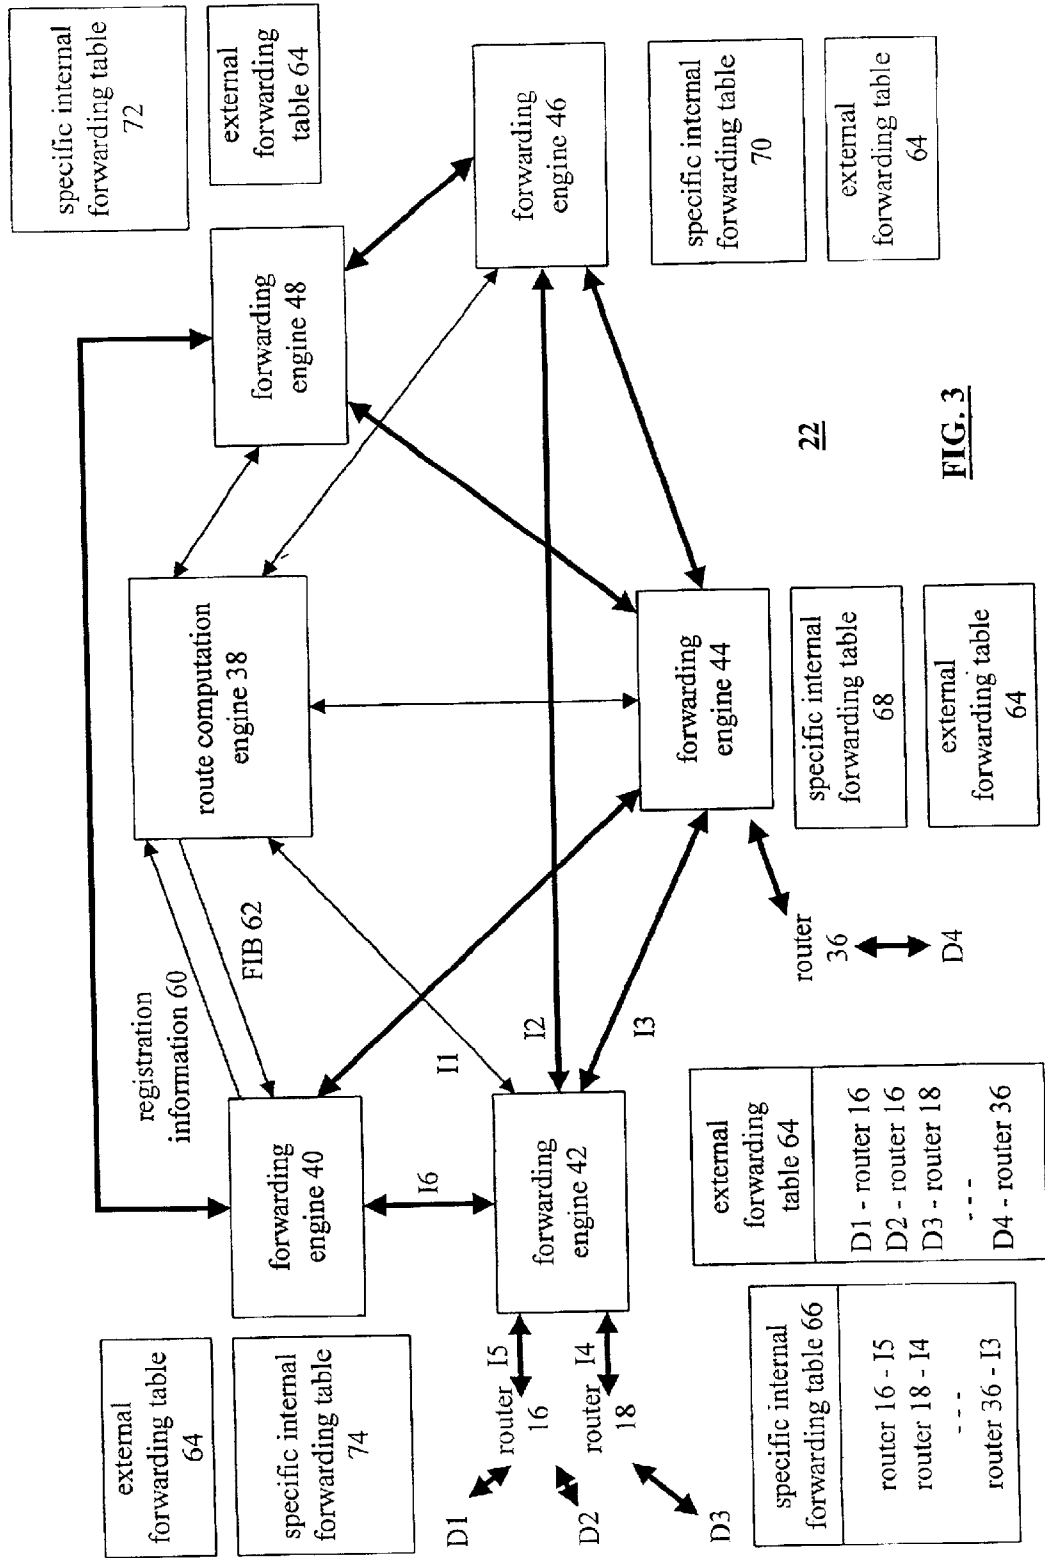 external
forwarding table
64
specific internal
forwarding table
74
registration
information 60
FIB 62
route computation
engine 38
specific internal
forwarding table
72
external
forwarding
table 64
forwarding
engine 40
forwarding
engine 48
I6
I1
forwarding
engine 42
I2
I3
forwarding
engine 46
D1
router
16
I5
D2
router
18
I4
D3
forwarding
engine 44
specific internal
forwarding table
70
external
forwarding table
64
specific internal
forwarding table 66
router 16 - I5
router 18 - I4
- - -
router 36 - I3
external
forwarding
table 64
D1 - router 16
D2 - router 16
D3 - router 18
- - -
D4 - router 36
router
36
D4
specific internal
forwarding table
68
external
forwarding table
64
22
FIG. 3